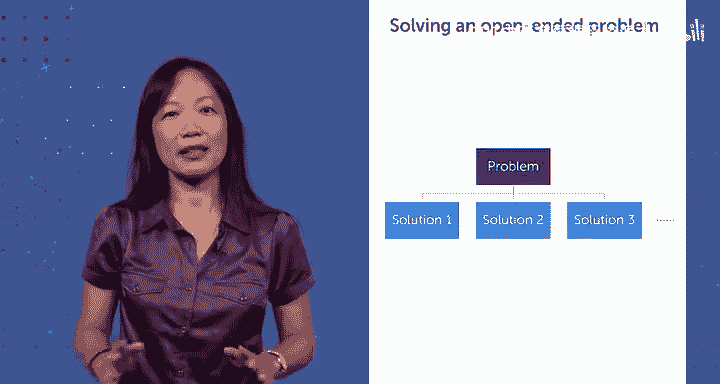 Solving an open-ended problem
Problem
Solution 1
Solution 2
Solution 3